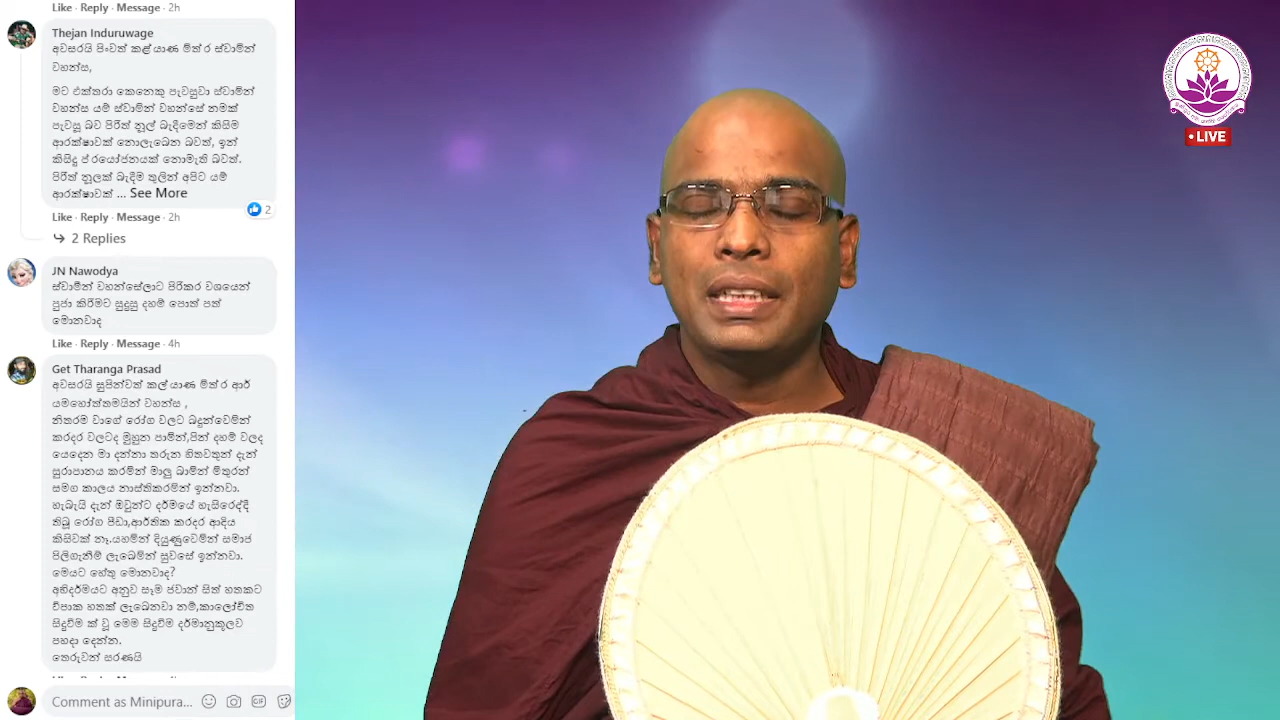 Like · Reply · Message · 2h
Thejan Induruwage
අවසරයි පිංවත් කළ් යාණ මිත් ර ස්වාමින්
වහන්ස,
මට එක්තරා කෙනෙකු පැවසුවා ස්වාමින්
වහන්ස යම් ස්වාමින් වහන්සේ නමක්
පැවසූ බව පිරිත් නූල් බැදීමෙන් කිසිම
ආරක්ෂාවක් නොලැබෙන බවත්, ඉන්
කිසිදු ප් රයෝජනයක් නොමැති බවත්.
පිරිත් නූලක් බැදීම තුලින් අපිට යම්
ආරක්ෂාවක් ... See More
2
Like · Reply · Message · 2h
2 Replies
JN Nawodya
ස්වාමීන් වහන්සේලාට පිරිකර වශයෙන්
පූජා කිරීමට සුදුසු දහම් පොත් පත්
මොනවාද
Like · Reply · Message · 4h
Get Tharanga Prasad
අවසරයි සුපින්වත් කල් යාණ මිත් ර ආර්
යමහෝත්තමයින් වහන්ස ,
නිතරම වාගේ රෝග වලට බදුන්වෙමින්
කරදර වලටද මුහුන පාමින්,පින් දහම් වලද
යෙදෙන මා දන්නා තරුන හිතවතුන් දැන්
සුරාපානය කරමින් මාලු බාමින් මිතුරන්
සමග කාලය නාස්තිකරමින් ඉන්නවා.
හැබැයි දැන් ඔවුන්ට දර්මයේ හැසිරෙද්දී
තිබූ රෝග පීඩා,ආර්තික කරදර ආදිය
කිසිවක් නෑ.යහමින් දියුණුවෙමින් සමාජ
පිලිගැනීම් ලැබෙමින් සුවසේ ඉන්නවා.
මෙයට හේතු මොනවාද?
අභිදර්මයට අනුව සෑම ජවාන් සිත් හතකට
විපාක හතක් ලැබෙනවා නම්,කාලෝචිත
සිදුවීම ක් වූ මෙම සිදුවීම දර්මානුකූලව
පහදා දෙන්න.
තෙරුවන් සරණයි
Comment as Minipura...
GIF
• LIVE